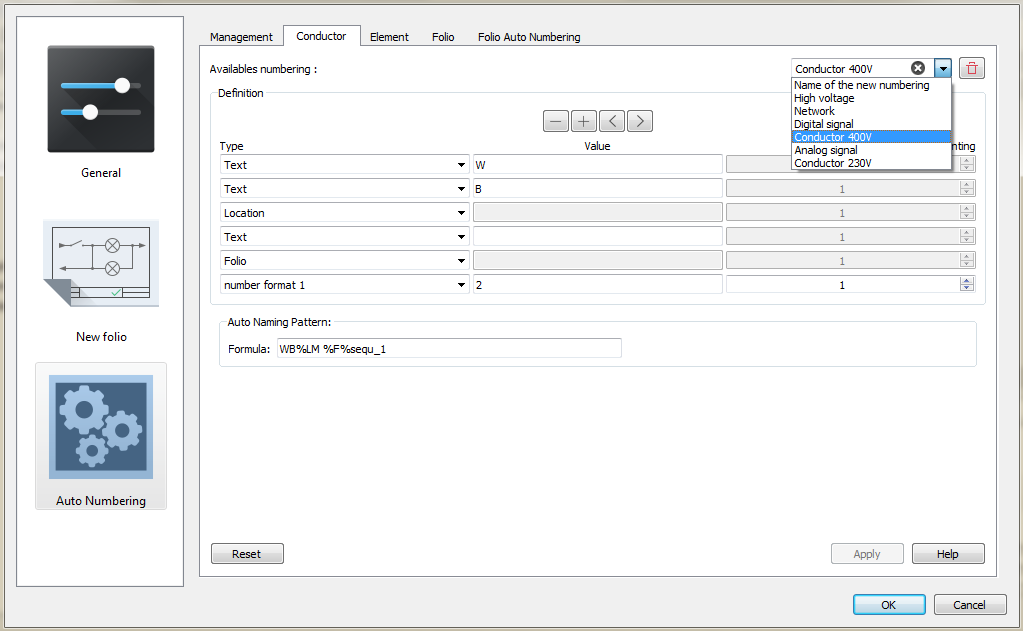 General
New folio
Auto Numbering
Management Conductor Element Folio Folio Auto Numbering
Availables numbering :
Conductor 400V
Name of the new numbering
High voltage
Network
Digital signal
Conductor 400V
Analog signal
Conductor 230V
Definition
Type Value nting
Text W
Text B 1
Location 1
Text 1
Folio 1
number format 1 2 1
Auto Naming Pattern:
Formula: WB%LM %F%sequ_1
Reset Apply Help
OK Cancel